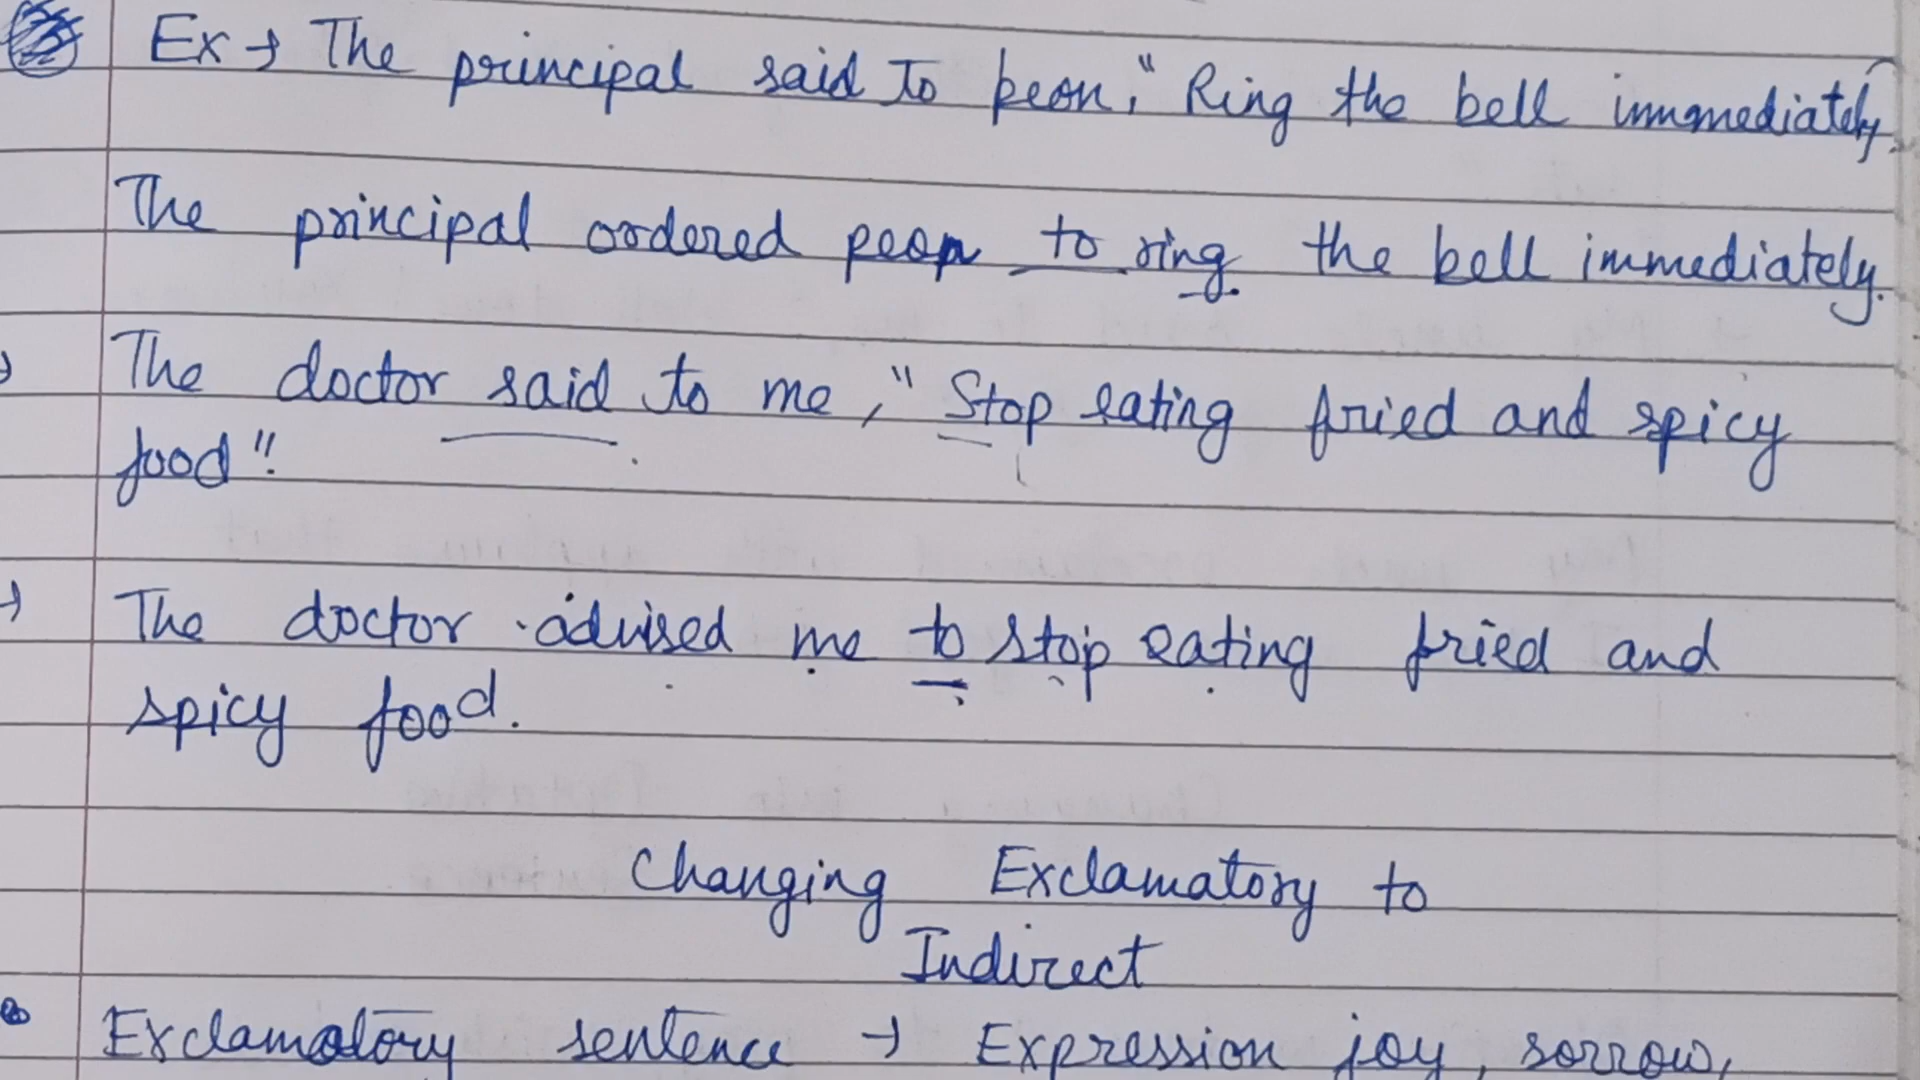 Ex → The principal said To peon, " Ring the bell immediately.
The principal ordered peon to ring the bell immediately.
The doctor said to me, " Stop eating fried and spicy
food".
→ The doctor advised me to stop eating fried and
spicy food.
Changing Exclamatory to
Indirect
Exclamatory sentence → Expression joy, sorrow,